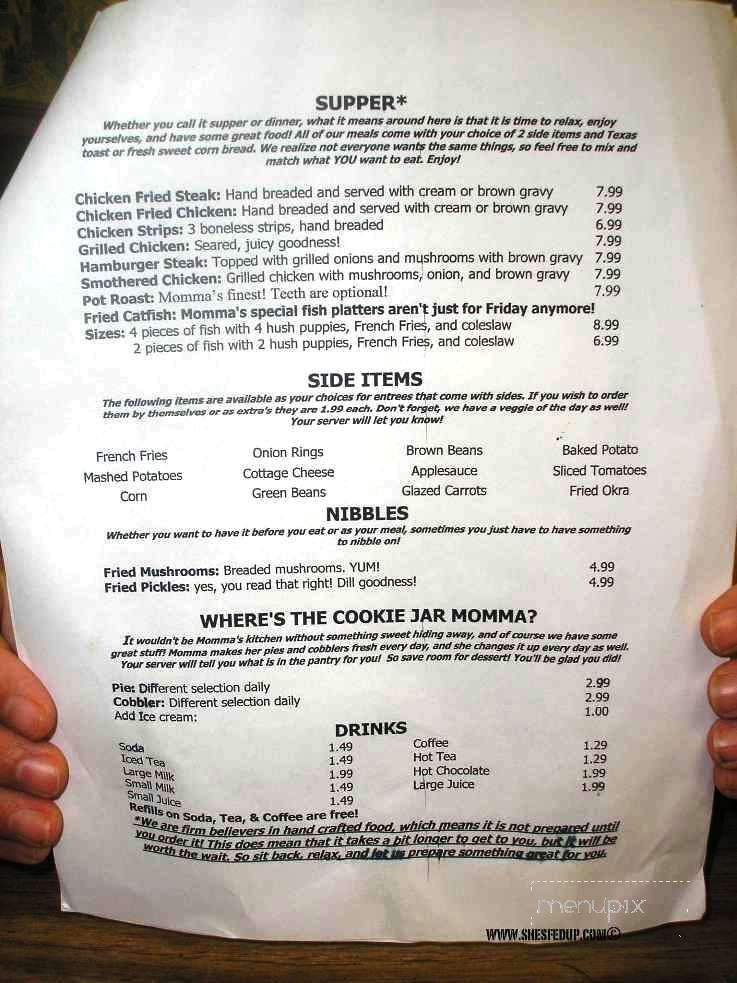 SUPPER*
Whether you call it supper or dinner, what it means around here is that it is time to relax, enjoy
yourselves, and have some great food! All of our meals come with your choice of 2 side items and Texas
toast or fresh sweet corn bread. We realize not everyone wants the same things, so feel free to mix and
match what YOU want to eat. Enjoy!
Chicken Fried Steak: Hand breaded and served with cream or brown gravy 7.99
Chicken Fried Chicken: Hand breaded and served with cream or brown gravy 7.99
Chicken Strips: 3 boneless strips, hand breaded 6.99
Grilled Chicken: Seared, juicy goodness! 7.99
Hamburger Steak: Topped with grilled onions and mushrooms with brown gravy 7.99
Smothered Chicken: Grilled chicken with mushrooms, onion, and brown gravy 7.99
Pot Roast: Momma's finest! Teeth are optional! 7.99
Fried Catfish: Momma's special fish platters aren't just for Friday anymore!
Sizes: 4 pieces of fish with 4 hush puppies, French Fries, and coleslaw 8.99
2 pieces of fish with 2 hush puppies, French Fries, and coleslaw 6.99
SIDE ITEMS
The following items are available as your choices for entrees that come with sides. If you wish to order
them by themselves or as extra's they are 1.99 each. Don't forget, we have a veggie of the day as well!
Your server will let you know!
French Fries Onion Rings Brown Beans Baked Potato
Mashed Potatoes Cottage Cheese Applesauce Sliced Tomatoes
Corn Green Beans Glazed Carrots Fried Okra
NIBBLES
Whether you want to have it before you eat or as your meal, sometimes you just have to have something
to nibble on!
Fried Mushrooms: Breaded mushrooms. YUM! 4.99
Fried Pickles: yes, you read that right! Dill goodness! 4.99
WHERE'S THE COOKIE JAR MOMMA?
It wouldn't be Momma's kitchen without something sweet hiding away, and of course we have some
great stuff! Momma makes her pies and cobblers fresh every day, and she changes it up every day as well.
Your server will tell you what is in the pantry for you! So save room for dessert! You'll be glad you did!
Pie: Different selection daily 2.99
Cobbler: Different selection daily 2.99
Add Ice cream: 1.00
DRINKS
Soda 1.49 Coffee 1.29
Iced Tea 1.49 Hot Tea 1.29
Large Milk 1.99 Hot Chocolate 1.99
Small Milk 1.49 Large Juice 1.99
Small Juice 1.49
Refills on Soda, Tea, & Coffee are free!
*We are firm believers in hand crafted food, which means it is not prepared until
you order it! This does mean that it takes a bit longer to get to you, but it will be
worth the wait. So sit back, relax, and let us prepare something great for you.
menupix
WWW.SHESFEDUP.COM©